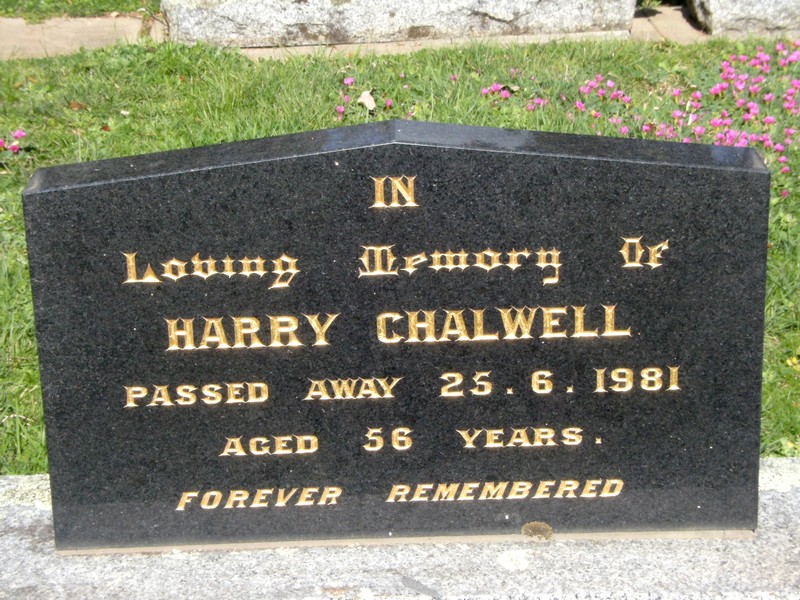 IN
Loving Memory Of
HARRY CHALWELL
PASSED AWAY 25.6.1981
AGED 56 YEARS.
FOREVER REMEMBERED